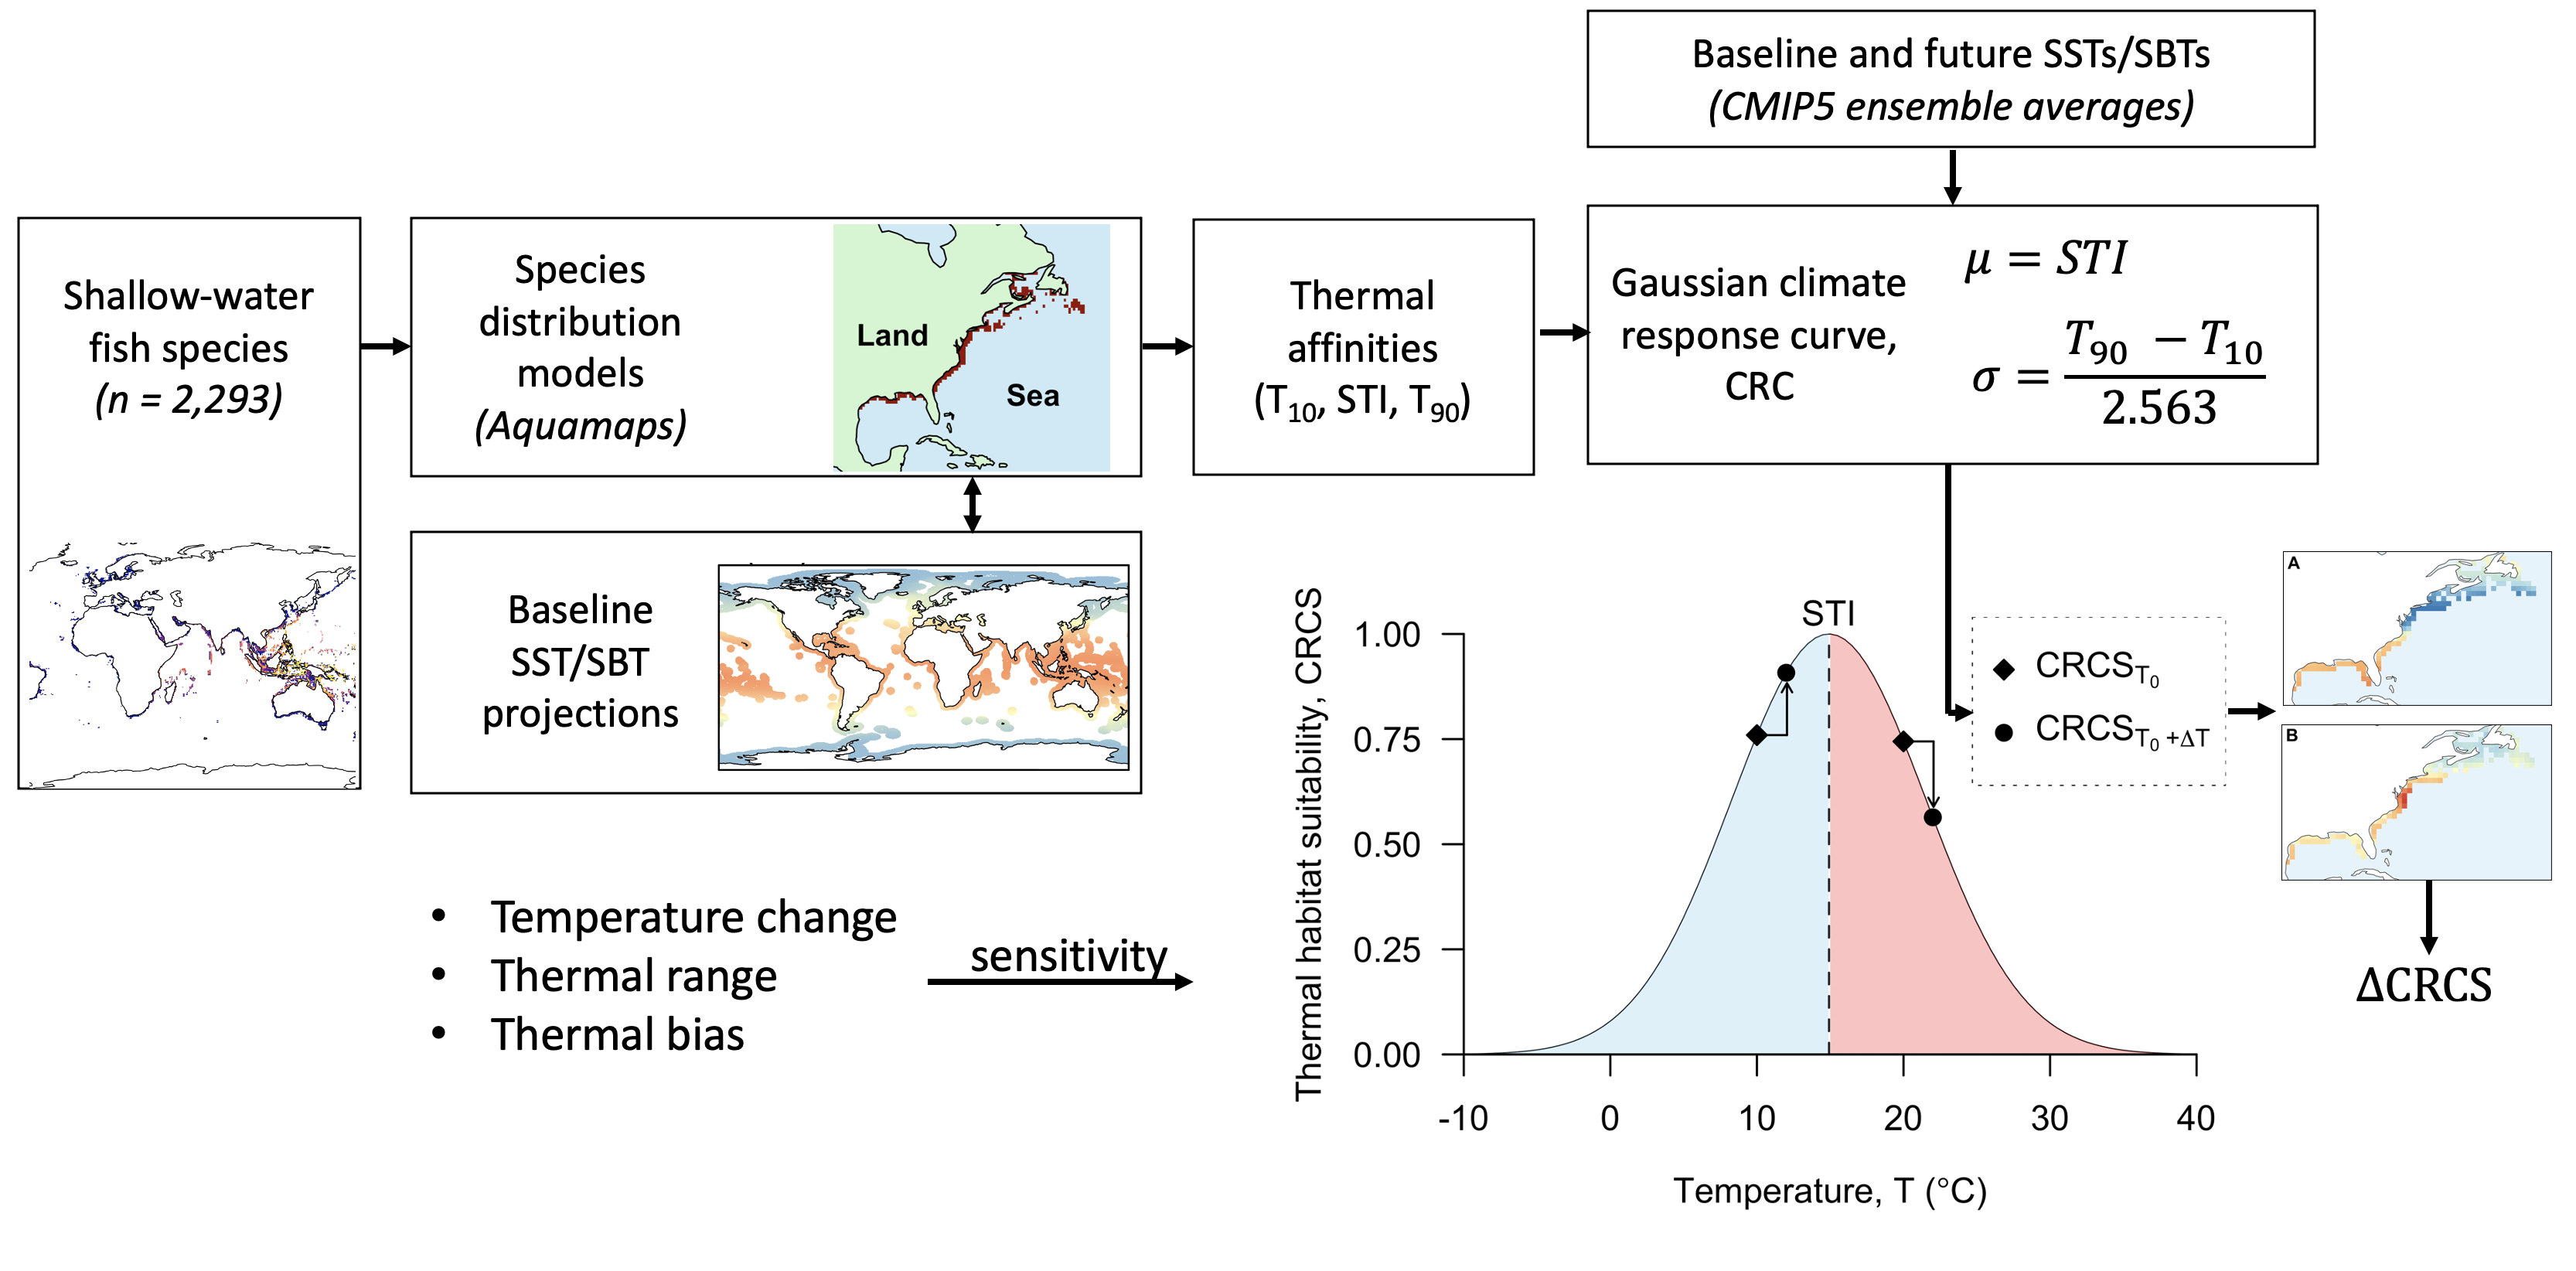 Baseline and future SSTs/SBTs
(CMIP5 ensemble averages)
Shallow-water
fish species
(n = 2,293)
Species
distribution
models
(Aquamaps)
Land
Sea
Thermal
affinities
(T10, STI, T90)
Gaussian climate
response curve,
CRC
μ = STI
σ = (T90 − T10) / 2.563
Baseline
SST/SBT
projections
• Temperature change
• Thermal range
• Thermal bias
sensitivity
Thermal habitat suitability, CRCS
STI
1.00
0.75
0.50
0.25
0.00
-10 0 10 20 30 40
Temperature, T (°C)
CRCST0
CRCST0 +ΔT
A
B
ΔCRCS